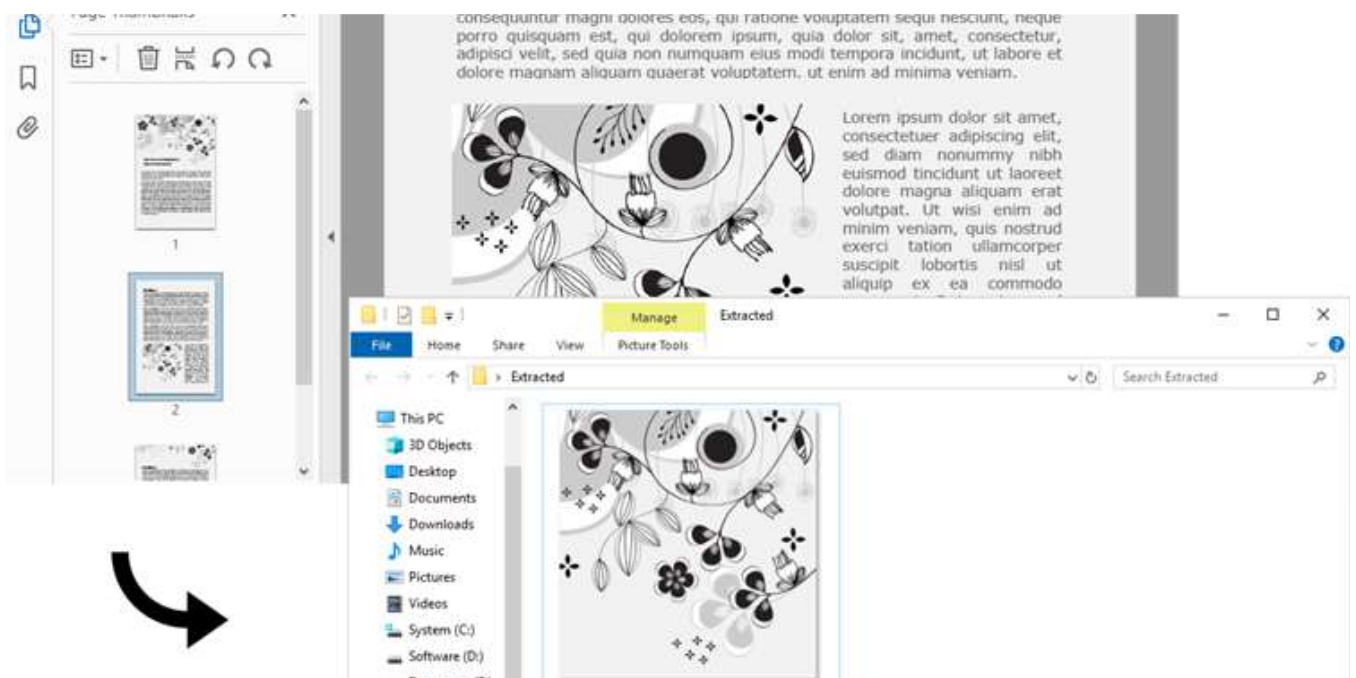 Page Thumbnails
1
2
consequuntur magni dolores eos, qui ratione voluptatem sequi nesciunt, neque
porro quisquam est, qui dolorem ipsum, quia dolor sit, amet, consectetur,
adipisci velit, sed quia non numquam eius modi tempora incidunt, ut labore et
dolore magnam aliquam quaerat voluptatem. ut enim ad minima veniam.
Lorem ipsum dolor sit amet,
consectetuer adipiscing elit,
sed diam nonummy nibh
euismod tincidunt ut laoreet
dolore magna aliquam erat
volutpat. Ut wisi enim ad
minim veniam, quis nostrud
exerci tation ullamcorper
suscipit lobortis nisl ut
aliquip ex ea commodo
Manage Extracted
File Home Share View Picture Tools
Extracted
Search Extracted
This PC
3D Objects
Desktop
Documents
Downloads
Music
Pictures
Videos
System (C:)
Software (D:)